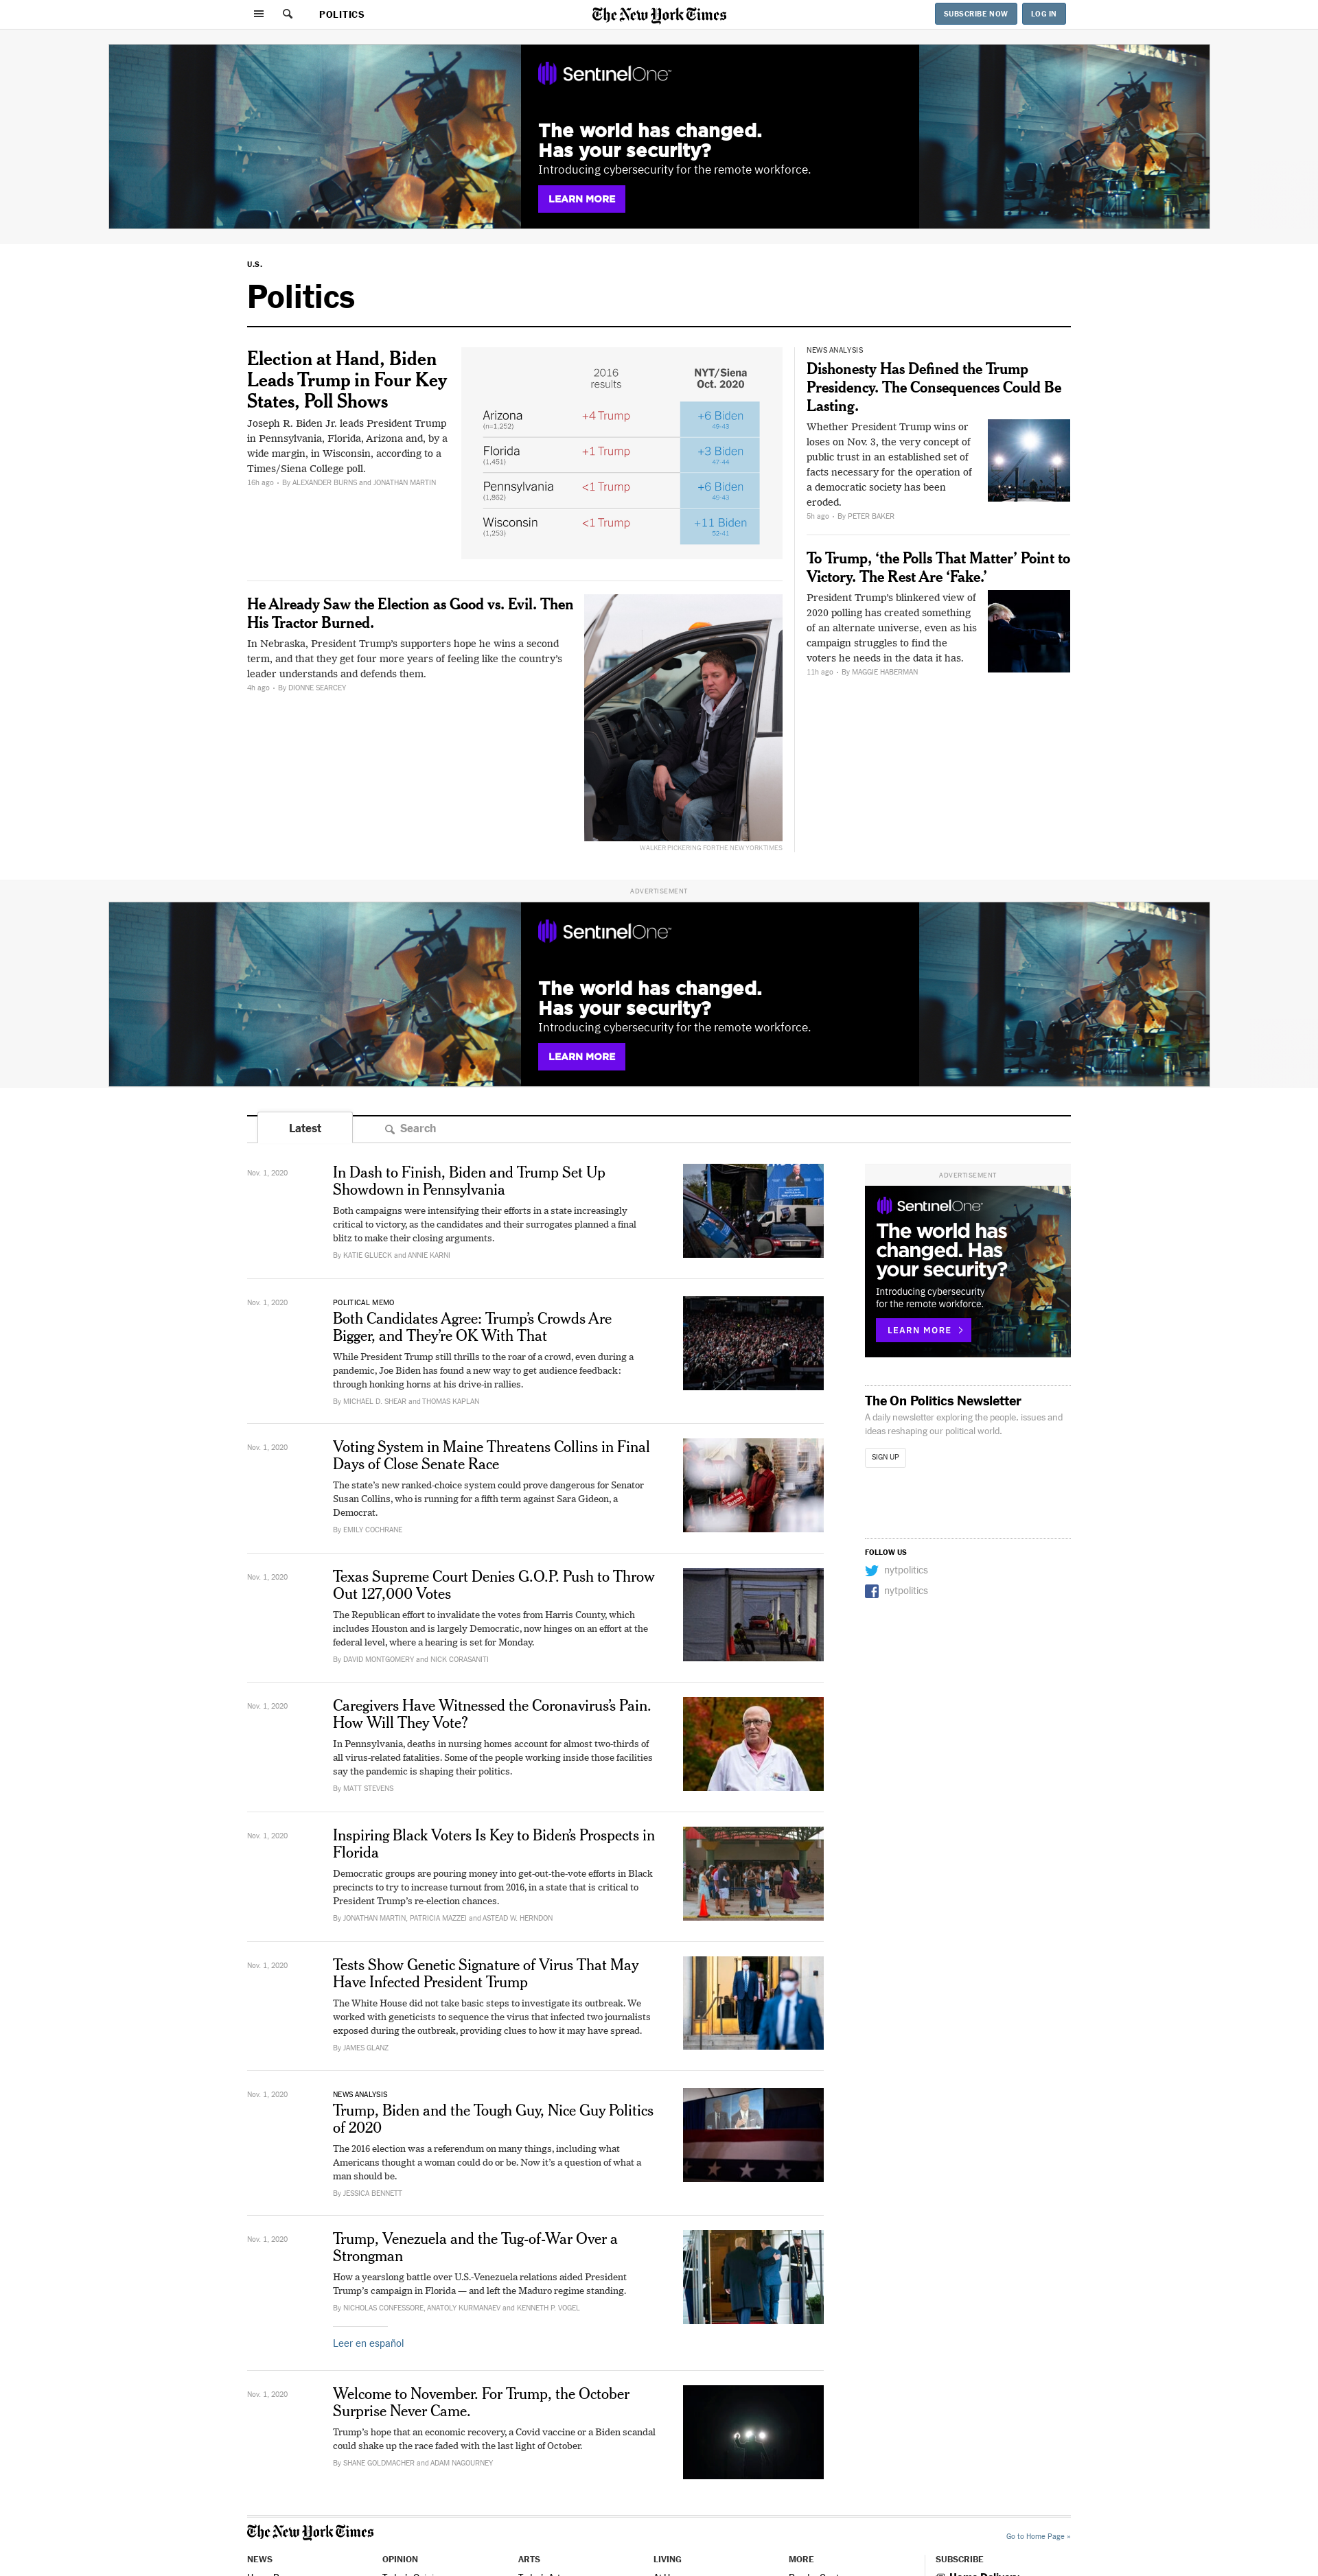 POLITICS
The New York Times
SUBSCRIBE NOW
LOG IN
SentinelOne™
The world has changed.
Has your security?
Introducing cybersecurity for the remote workforce.
LEARN MORE
U.S.
Politics
Election at Hand, Biden
Leads Trump in Four Key
States, Poll Shows
Joseph R. Biden Jr. leads President Trump
in Pennsylvania, Florida, Arizona and, by a
wide margin, in Wisconsin, according to a
Times/Siena College poll.
16h ago · By ALEXANDER BURNS and JONATHAN MARTIN
2016 results
NYT/Siena Oct. 2020
Arizona +4 Trump +6 Biden
(n=1,252) 49-43
Florida +1 Trump +3 Biden
(1,451) 47-44
Pennsylvania <1 Trump +6 Biden
(1,862) 49-43
Wisconsin <1 Trump +11 Biden
(1,253) 52-41
He Already Saw the Election as Good vs. Evil. Then
His Tractor Burned.
In Nebraska, President Trump's supporters hope he wins a second
term, and that they get four more years of feeling like the country's
leader understands and defends them.
4h ago · By DIONNE SEARCEY
WALKER PICKERING FOR THE NEW YORK TIMES
NEWS ANALYSIS
Dishonesty Has Defined the Trump
Presidency. The Consequences Could Be
Lasting.
Whether President Trump wins or
loses on Nov. 3, the very concept of
public trust in an established set of
facts necessary for the operation of
a democratic society has been
eroded.
5h ago · By PETER BAKER
To Trump, ‘the Polls That Matter’ Point to
Victory. The Rest Are ‘Fake.’
President Trump's blinkered view of
2020 polling has created something
of an alternate universe, even as his
campaign struggles to find the
voters he needs in the data it has.
11h ago · By MAGGIE HABERMAN
ADVERTISEMENT
SentinelOne™
The world has changed.
Has your security?
Introducing cybersecurity for the remote workforce.
LEARN MORE
Latest
Search
Nov. 1, 2020
In Dash to Finish, Biden and Trump Set Up
Showdown in Pennsylvania
Both campaigns were intensifying their efforts in a state increasingly
critical to victory, as the candidates and their surrogates planned a final
blitz to make their closing arguments.
By KATIE GLUECK and ANNIE KARNI
Nov. 1, 2020
POLITICAL MEMO
Both Candidates Agree: Trump's Crowds Are
Bigger, and They're OK With That
While President Trump still thrills to the roar of a crowd, even during a
pandemic, Joe Biden has found a new way to get audience feedback:
through honking horns at his drive-in rallies.
By MICHAEL D. SHEAR and THOMAS KAPLAN
Nov. 1, 2020
Voting System in Maine Threatens Collins in Final
Days of Close Senate Race
The state's new ranked-choice system could prove dangerous for Senator
Susan Collins, who is running for a fifth term against Sara Gideon, a
Democrat.
By EMILY COCHRANE
Nov. 1, 2020
Texas Supreme Court Denies G.O.P. Push to Throw
Out 127,000 Votes
The Republican effort to invalidate the votes from Harris County, which
includes Houston and is largely Democratic, now hinges on an effort at the
federal level, where a hearing is set for Monday.
By DAVID MONTGOMERY and NICK CORASANITI
Nov. 1, 2020
Caregivers Have Witnessed the Coronavirus's Pain.
How Will They Vote?
In Pennsylvania, deaths in nursing homes account for almost two-thirds of
all virus-related fatalities. Some of the people working inside those facilities
say the pandemic is shaping their politics.
By MATT STEVENS
Nov. 1, 2020
Inspiring Black Voters Is Key to Biden's Prospects in
Florida
Democratic groups are pouring money into get-out-the-vote efforts in Black
precincts to try to increase turnout from 2016, in a state that is critical to
President Trump's re-election chances.
By JONATHAN MARTIN, PATRICIA MAZZEI and ASTEAD W. HERNDON
Nov. 1, 2020
Tests Show Genetic Signature of Virus That May
Have Infected President Trump
The White House did not take basic steps to investigate its outbreak. We
worked with geneticists to sequence the virus that infected two journalists
exposed during the outbreak, providing clues to how it may have spread.
By JAMES GLANZ
Nov. 1, 2020
NEWS ANALYSIS
Trump, Biden and the Tough Guy, Nice Guy Politics
of 2020
The 2016 election was a referendum on many things, including what
Americans thought a woman could do or be. Now it's a question of what a
man should be.
By JESSICA BENNETT
Nov. 1, 2020
Trump, Venezuela and the Tug-of-War Over a
Strongman
How a yearslong battle over U.S.-Venezuela relations aided President
Trump's campaign in Florida — and left the Maduro regime standing.
By NICHOLAS CONFESSORE, ANATOLY KURMANAEV and KENNETH P. VOGEL
Leer en español
Nov. 1, 2020
Welcome to November. For Trump, the October
Surprise Never Came.
Trump's hope that an economic recovery, a Covid vaccine or a Biden scandal
could shake up the race faded with the last light of October.
By SHANE GOLDMACHER and ADAM NAGOURNEY
ADVERTISEMENT
SentinelOne
The world has
changed. Has
your security?
Introducing cybersecurity
for the remote workforce.
LEARN MORE >
The On Politics Newsletter
A daily newsletter exploring the people, issues and
ideas reshaping our political world.
SIGN UP
FOLLOW US
nytpolitics
nytpolitics
The New York Times
Go to Home Page »
NEWS
OPINION
ARTS
LIVING
MORE
SUBSCRIBE